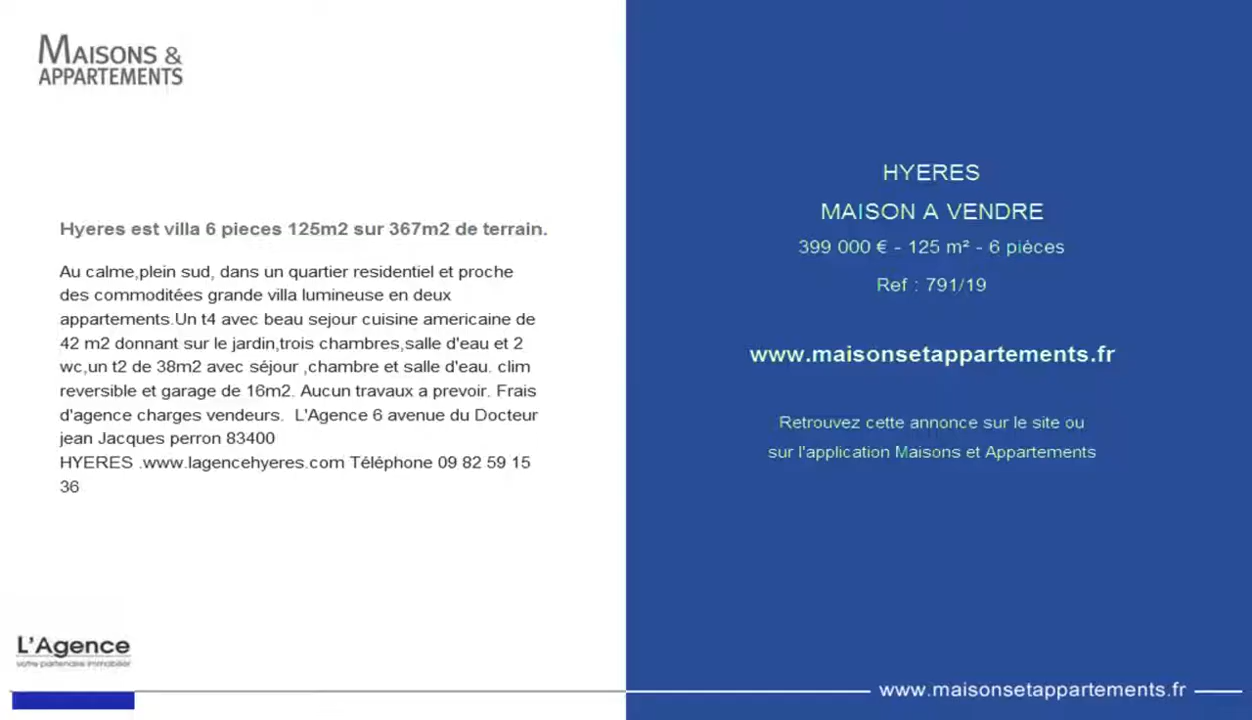 MAISONS &
APPARTEMENTS
Hyeres est villa 6 pieces 125m2 sur 367m2 de terrain.
Au calme,plein sud, dans un quartier residentiel et proche
des commoditées grande villa lumineuse en deux
appartements.Un t4 avec beau sejour cuisine americaine de
42 m2 donnant sur le jardin,trois chambres,salle d'eau et 2
wc,un t2 de 38m2 avec séjour ,chambre et salle d'eau. clim
reversible et garage de 16m2. Aucun travaux a prevoir. Frais
d'agence charges vendeurs.  L'Agence 6 avenue du Docteur
jean Jacques perron 83400
HYERES .www.lagencehyeres.com Téléphone 09 82 59 15
36
L'Agence
votre partenaire immobilier
HYERES
MAISON A VENDRE
399 000 € - 125 m² - 6 pièces
Ref : 791/19
www.maisonsetappartements.fr
Retrouvez cette annonce sur le site ou
sur l'application Maisons et Appartements
www.maisonsetappartements.fr